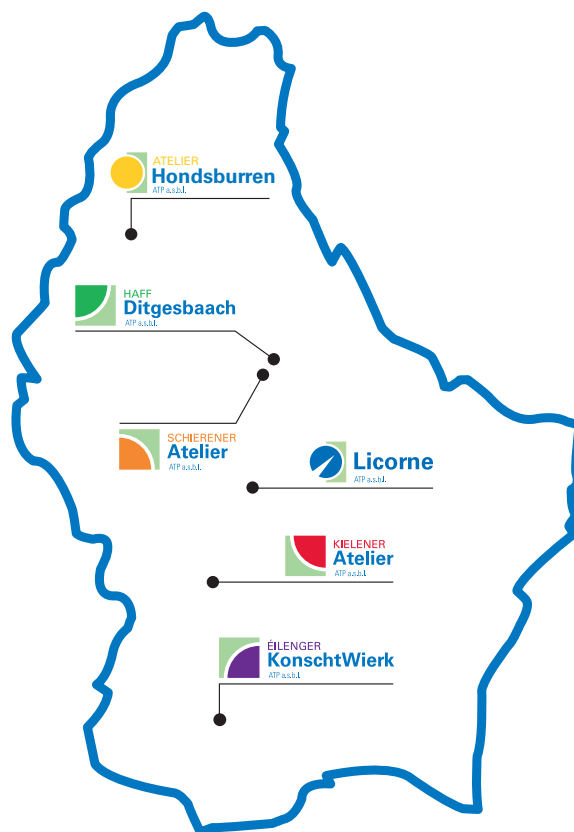 ATELIER
Hondsburren
ATP a.s.b.l.
HAFF
Ditgesbaach
ATP a.s.b.l.
SCHIERENER
Atelier
ATP a.s.b.l.
Licorne
ATP a.s.b.l.
KIELENER
Atelier
ATP a.s.b.l.
ÉILENGER
KonschtWierk
ATP a.s.b.l.